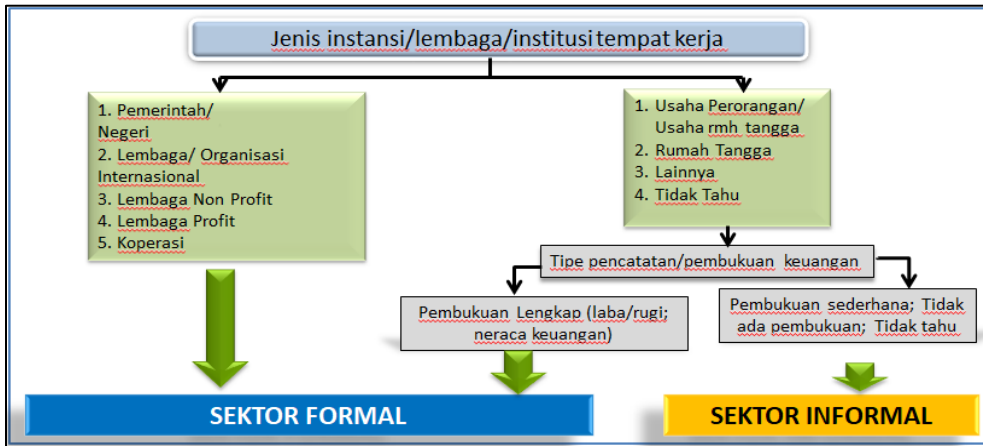 Jenis instansi/lembaga/institusi tempat kerja
1. Pemerintah/
Negeri
2. Lembaga/ Organisasi
Internasional
3. Lembaga Non Profit
4. Lembaga Profit
5. Koperasi
1. Usaha Perorangan/
Usaha rmh tangga
2. Rumah Tangga
3. Lainnya
4. Tidak Tahu
Tipe pencatatan/pembukuan keuangan
Pembukuan Lengkap (laba/rugi;
neraca keuangan)
Pembukuan sederhana; Tidak
ada pembukuan; Tidak tahu
SEKTOR FORMAL
SEKTOR INFORMAL